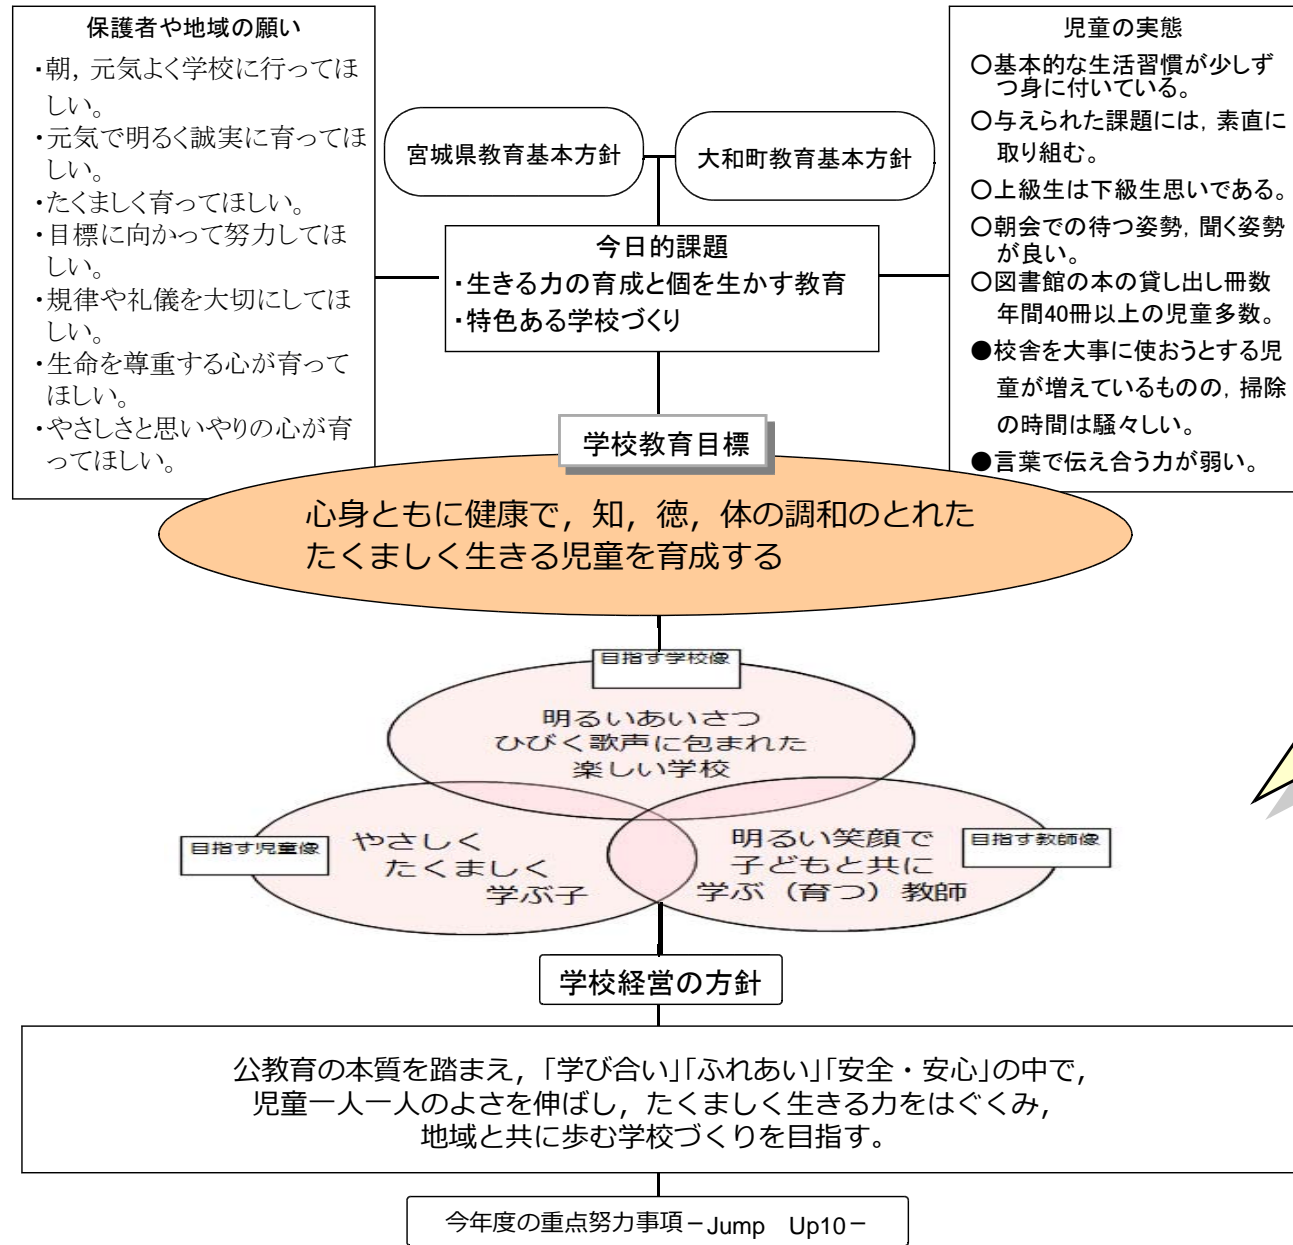 保護者や地域の願い
・朝，元気よく学校に行ってほ
しい。
・元気で明るく誠実に育ってほ
しい。
・たくましく育ってほしい。
・目標に向かって努力してほ
しい。
・規律や礼儀を大切にしてほ
しい。
・生命を尊重する心が育って
ほしい。
・やさしさと思いやりの心が育
ってほしい。
宮城県教育基本方針
大和町教育基本方針
今日的課題
・生きる力の育成と個を生かす教育
・特色ある学校づくり
児童の実態
○基本的な生活習慣が少しず
つ身に付いている。
○与えられた課題には，素直に
取り組む。
○上級生は下級生思いである。
○朝会での待つ姿勢，聞く姿勢
が良い。
○図書館の本の貸し出し冊数
年間40冊以上の児童多数。
●校舎を大事に使おうとする児
童が増えているものの，掃除
の時間は騒々しい。
●言葉で伝え合う力が弱い。
学校教育目標
心身ともに健康で，知，徳，体の調和のとれた
たくましく生きる児童を育成する
目指す学校像
明るいあいさつ
ひびく歌声に包まれた
楽しい学校
目指す児童像
やさしく
たくましく
学ぶ子
明るい笑顔で
子どもと共に
学ぶ（育つ）教師
目指す教師像
学校経営の方針
公教育の本質を踏まえ，「学び合い」「ふれあい」「安全・安心」の中で，
児童一人一人のよさを伸ばし，たくましく生きる力をはぐくみ，
地域と共に歩む学校づくりを目指す。
今年度の重点努力事項－Jump　Up10－